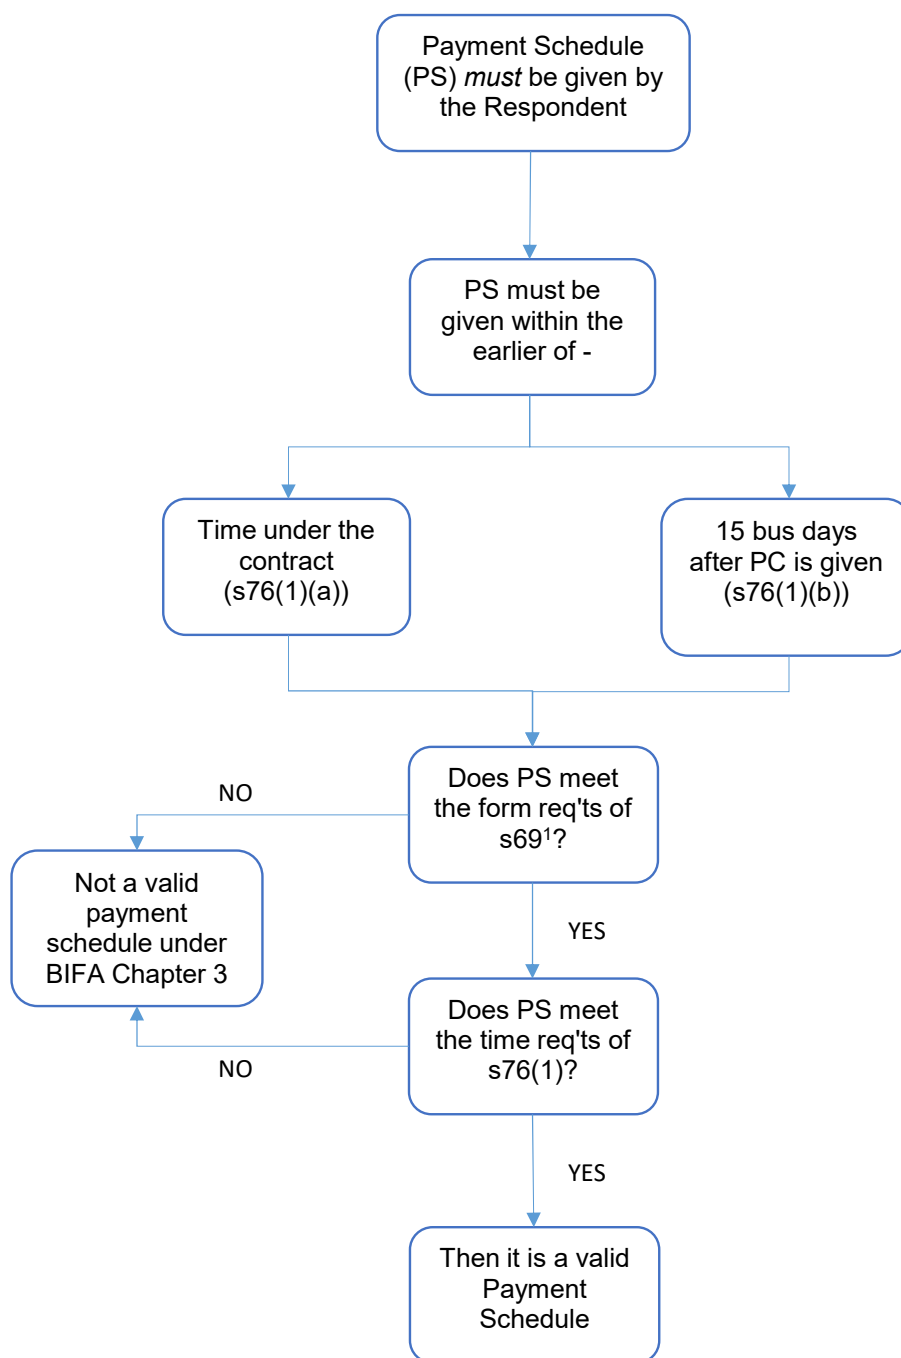 Payment Schedule
(PS) must be given by
the Respondent
PS must be
given within the
earlier of -
Time under the
contract
(s76(1)(a))
15 bus days
after PC is given
(s76(1)(b))
Does PS meet
the form req'ts of
s69¹?
NO
Not a valid
payment
schedule under
BIFA Chapter 3
YES
Does PS meet
the time req'ts of
s76(1)?
NO
YES
Then it is a valid
Payment
Schedule